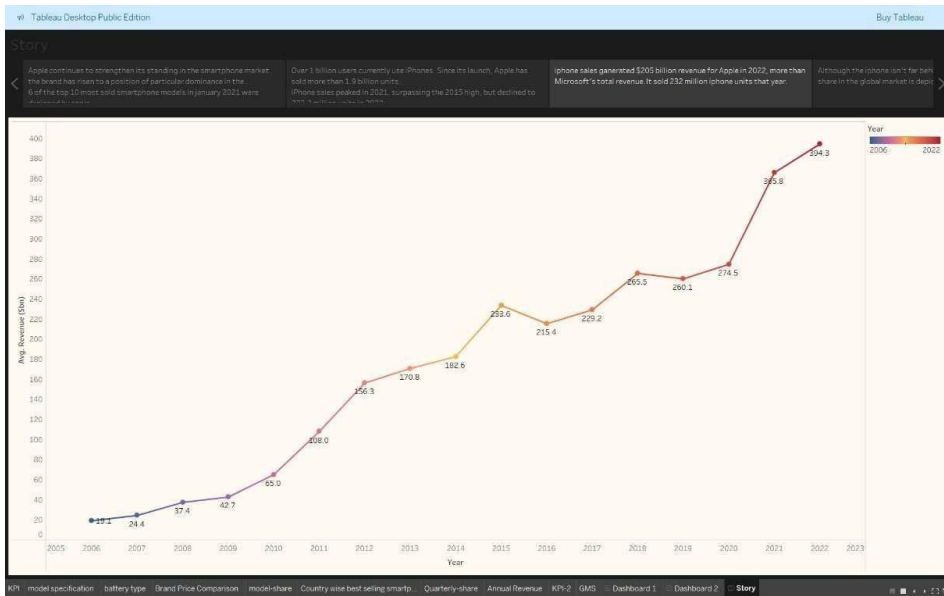 Tableau Desktop Public Edition
Buy Tableau
Story
Apple continues to strengthen its standing in the smartphone market.
the brand has risen to a position of particular dominance in the
6 of the top 10 most sold smartphone models in January 2021 were
designed by apple
Over 1 billion users currently use iPhones. Since its launch, Apple has
sold more than 1.9 billion units.
iPhone sales peaked in 2021, surpassing the 2015 high, but declined to
iphone sales ganerated $205 billion revenue for Apple in 2022, more than
Microsoft's total revenue. It sold 232 million iphone units that year.
Although the iphone isn't far
share in the global market is
Year
2006 2022
400
380
360
340
320
300
280
260
240
220
200
180
160
140
120
100
80
60
40
20
0
Avg. Revenue ($bn)
394.3
365.8
274.5
265.5
260.1
233.6
229.2
215.4
182.6
170.8
156.3
108.0
65.0
42.7
37.4
24.4
19.1
2005 2006 2007 2008 2009 2010 2011 2012 2013 2014 2015 2016 2017 2018 2019 2020 2021 2022 2023
Year
KPI model specification battery type Brand Price Comparison model-share Country wise best selling smartp... Quarterly-share Annual Revenue KPI-2 GMS Dashboard 1 Dashboard 2 Story